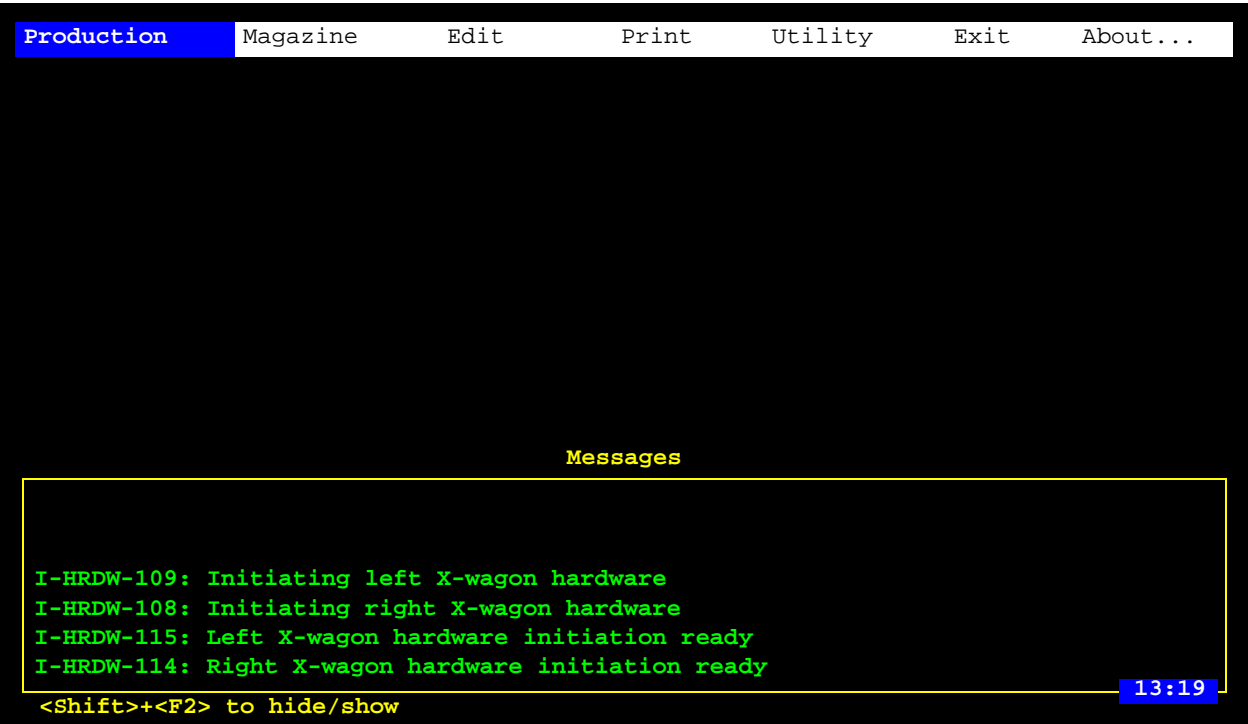 Production Magazine Edit Print Utility Exit About...
Messages
I-HRDW-109: Initiating left X-wagon hardware
I-HRDW-108: Initiating right X-wagon hardware
I-HRDW-115: Left X-wagon hardware initiation ready
I-HRDW-114: Right X-wagon hardware initiation ready
13:19
<Shift>+<F2> to hide/show